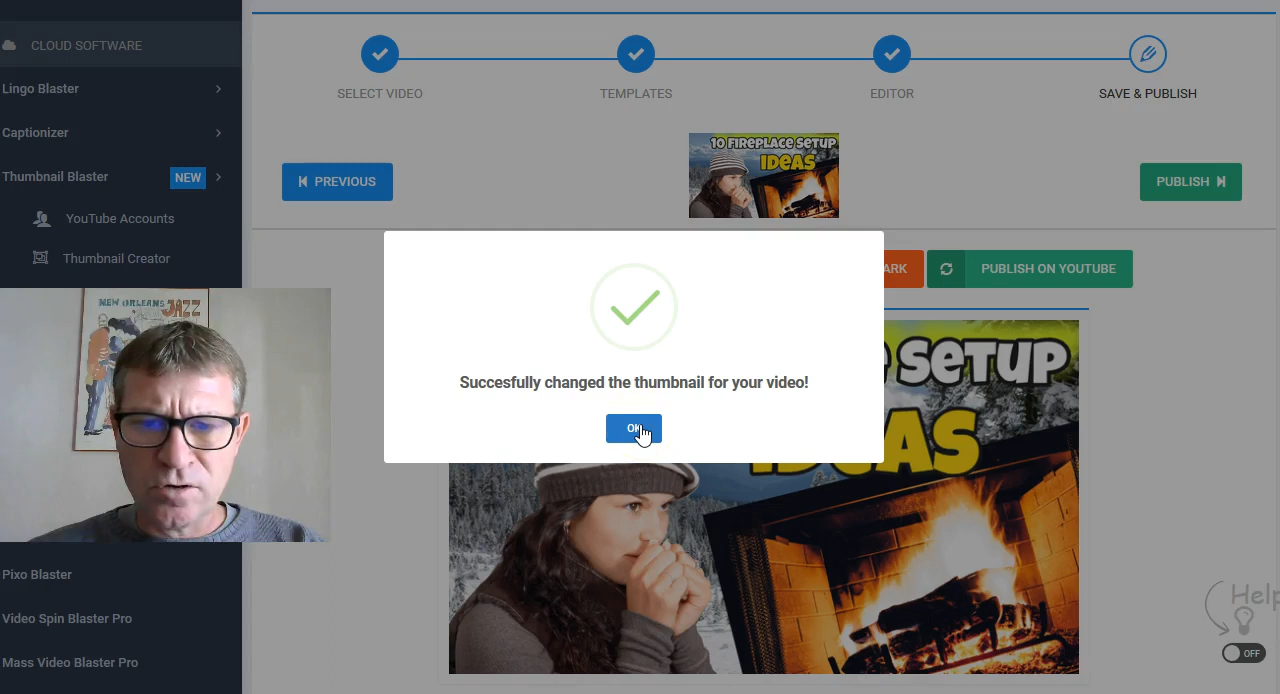 CLOUD SOFTWARE
Lingo Blaster
Captionizer
Thumbnail Blaster NEW
YouTube Accounts
Thumbnail Creator
NEW ORLEANS JAZZ
Pixo Blaster
Video Spin Blaster Pro
Mass Video Blaster Pro
SELECT VIDEO
TEMPLATES
EDITOR
SAVE & PUBLISH
PREVIOUS
10 FIREPLACE SETUP
IDEAS
PUBLISH
ARK
PUBLISH ON YOUTUBE
Succesfully changed the thumbnail for your video!
OK
SETUP
IDEAS
Help
OFF